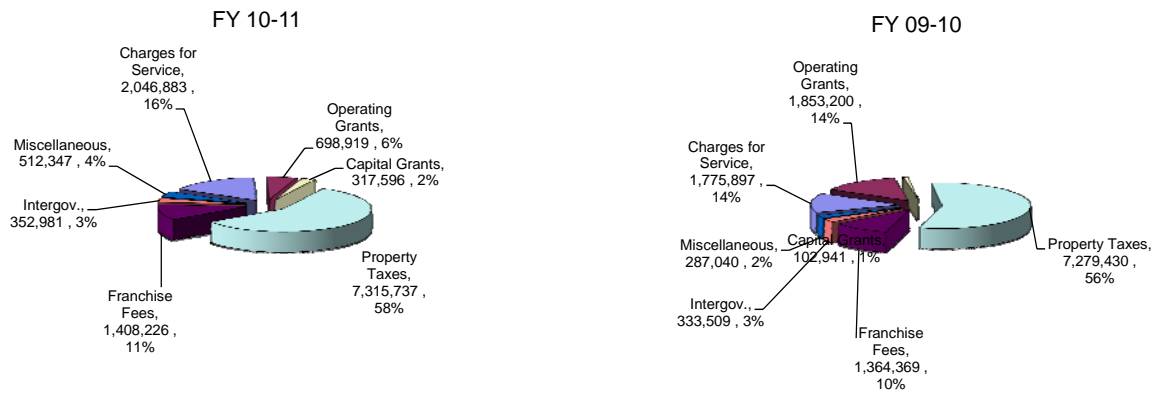 FY 10-11
Charges for
Service,
2,046,883 ,
16%
Operating
Grants,
698,919 , 6%
Miscellaneous,
512,347 , 4%
Capital Grants,
317,596 , 2%
Intergov.,
352,981 , 3%
Property
Taxes,
7,315,737 ,
58%
Franchise
Fees,
1,408,226 ,
11%
FY 09-10
Operating
Grants,
1,853,200 ,
14%
Charges for
Service,
1,775,897 ,
14%
Miscellaneous,
287,040 , 2%
Capital Grants,
102,941 , 1%
Property Taxes,
7,279,430 ,
56%
Intergov.,
333,509 , 3%
Franchise
Fees,
1,364,369 ,
10%